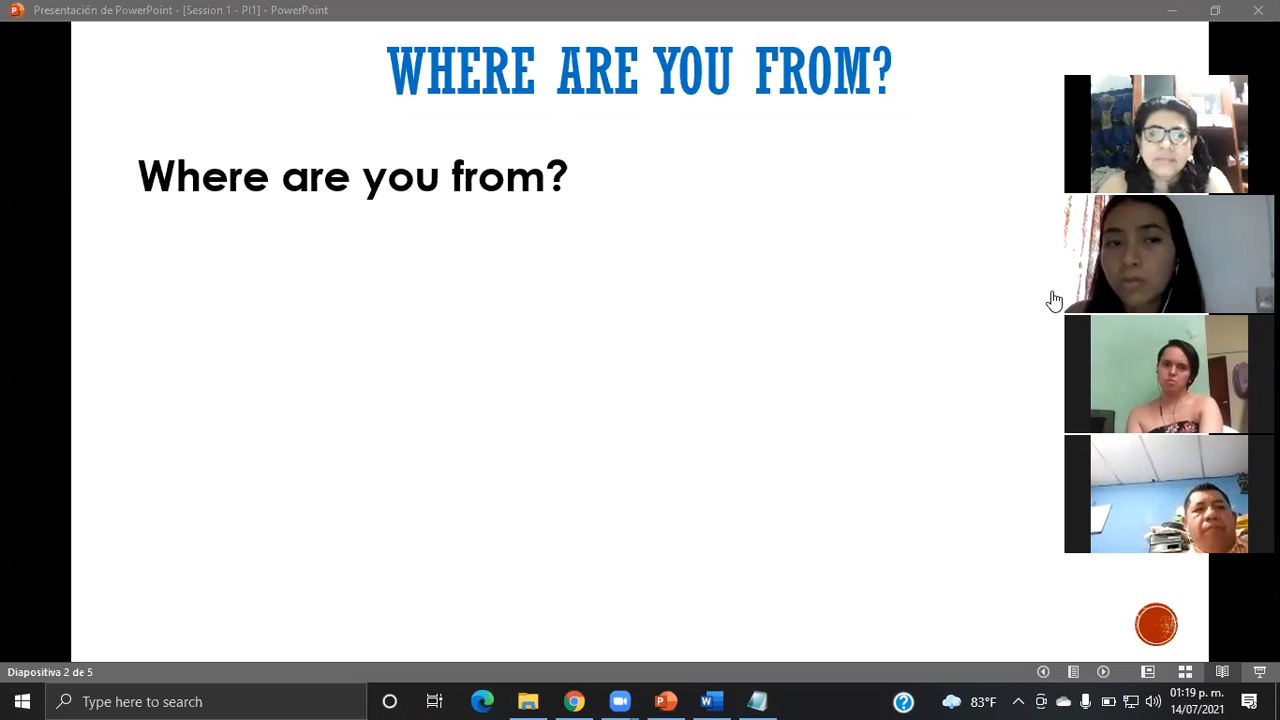 Presentación de PowerPoint - [Session 1 - PI1] - PowerPoint
WHERE ARE YOU FROM?
Where are you from?
Diapositiva 2 de 5
Type here to search
83°F
01:19 p. m.
14/07/2021